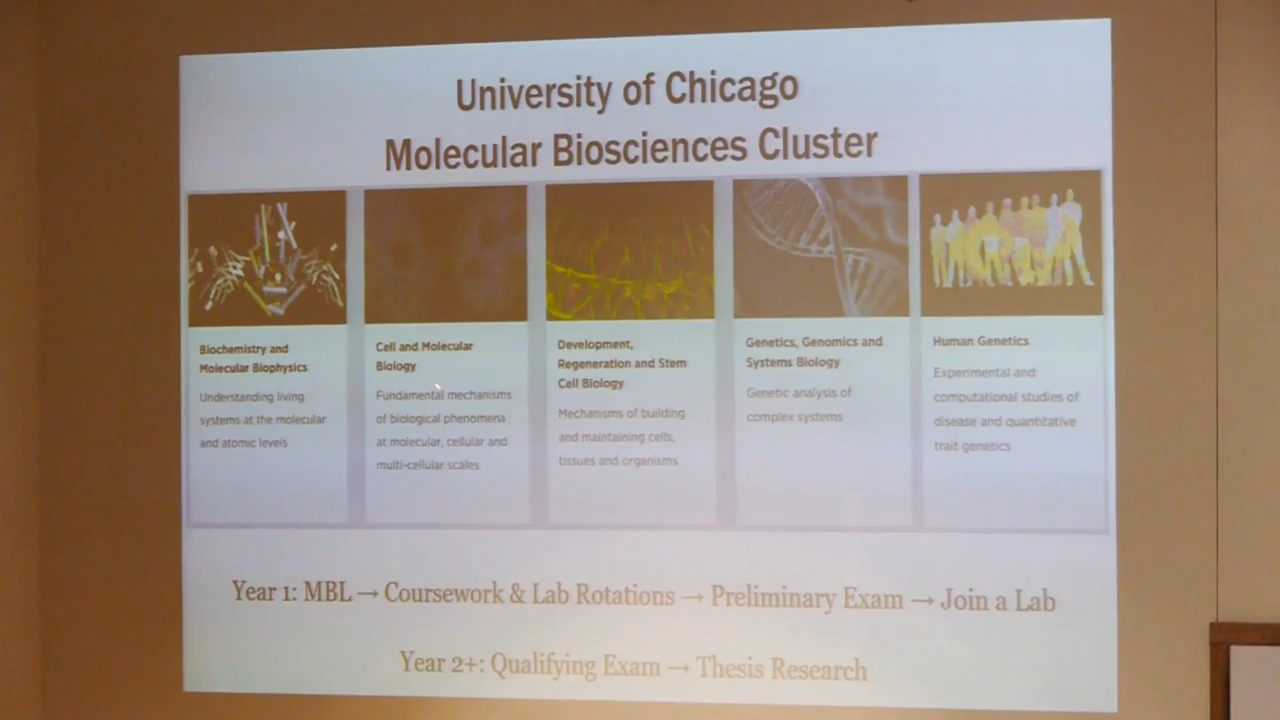 University of Chicago
Molecular Biosciences Cluster
Biochemistry and
Molecular Biophysics
Understanding living
systems at the molecular
and atomic levels
Cell and Molecular
Biology
Fundamental mechanisms
of biological phenomena
at molecular, cellular and
multi-cellular scales
Development,
Regeneration and Stem
Cell Biology
Mechanisms of building
and maintaining cells,
tissues and organisms
Genetics, Genomics and
Systems Biology
Genetic analysis of
complex systems
Human Genetics
Experimental and
computational studies of
disease and quantitative
trait genetics
Year 1: MBL → Coursework & Lab Rotations → Preliminary Exam → Join a Lab
Year 2+: Qualifying Exam → Thesis Research